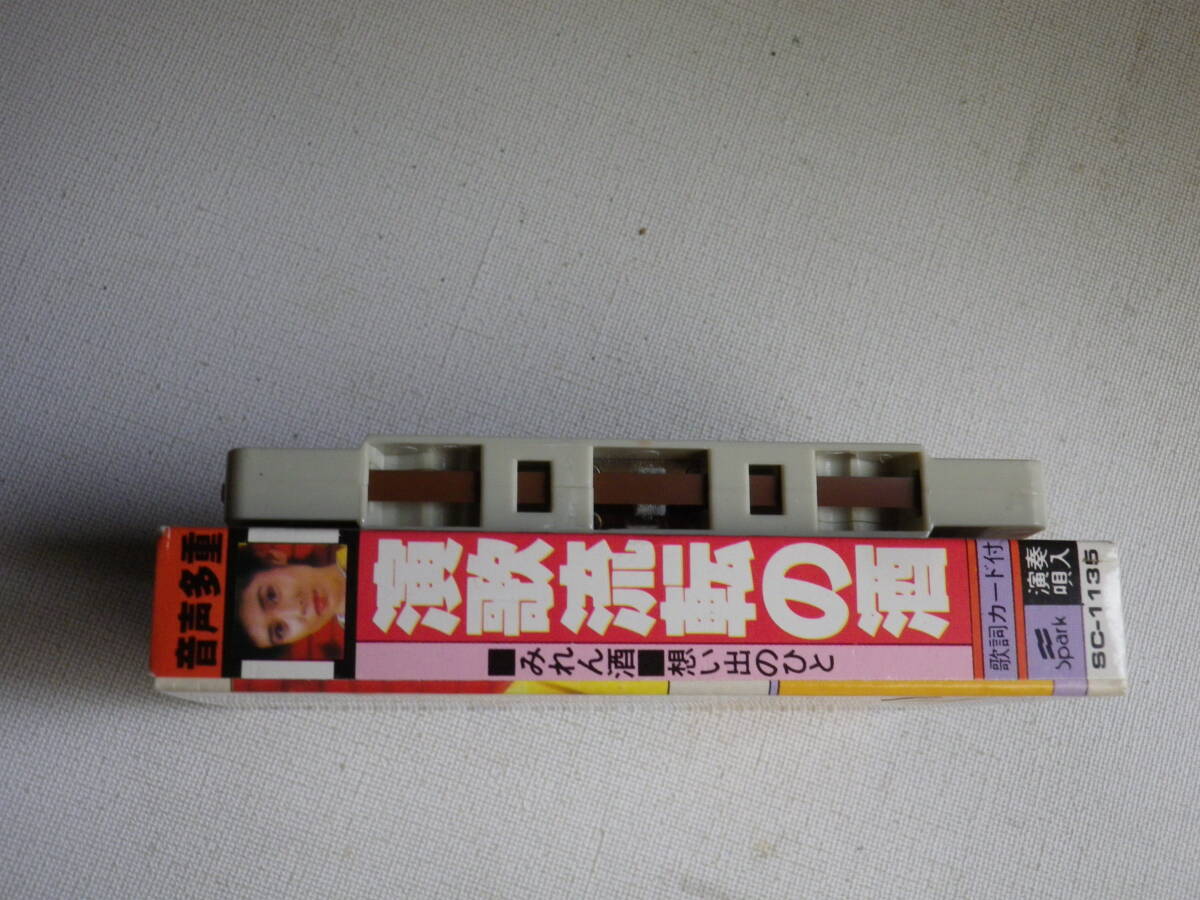 音声多重
演歌流転の酒
■みれん酒■想い出のひと
歌詞カード付
演奏
唄入
Spark
SC-1135